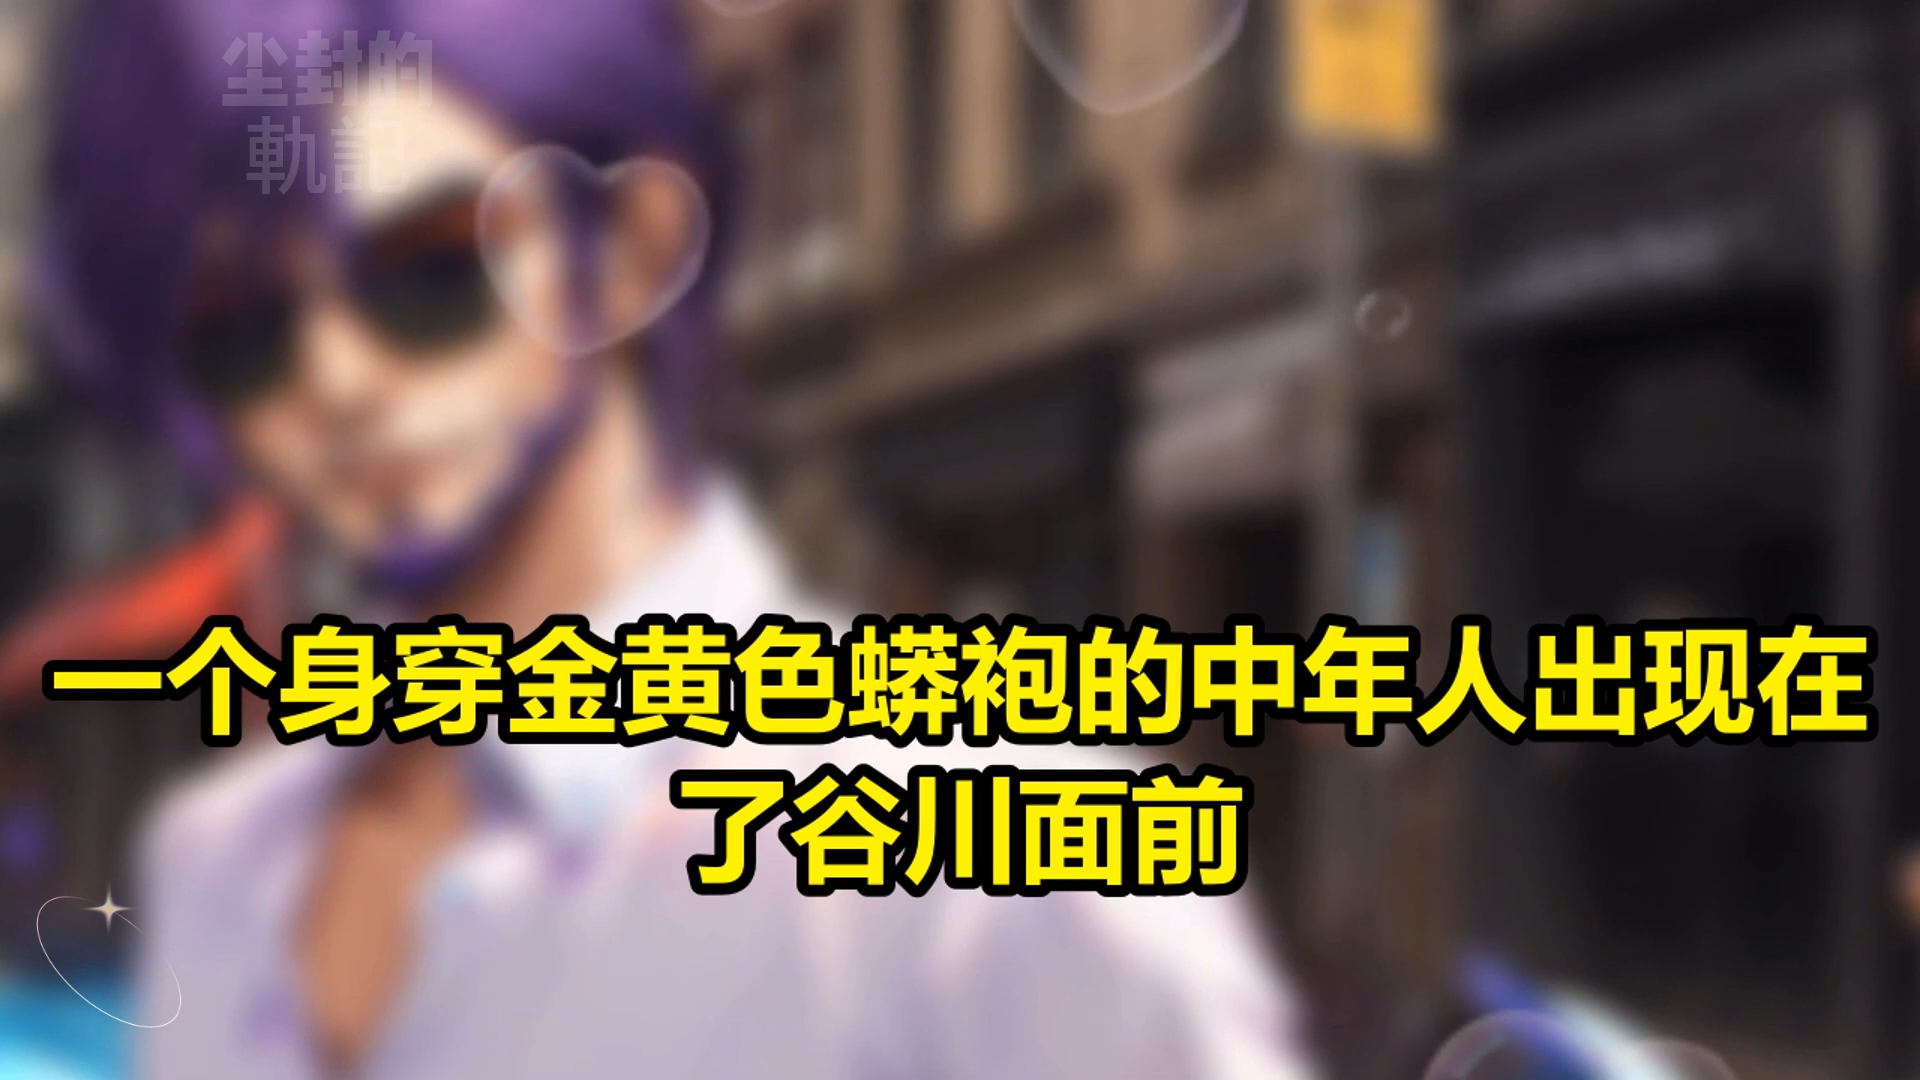 尘封的
軌記
一个身穿金黄色蟒袍的中年人出现在
了谷川面前